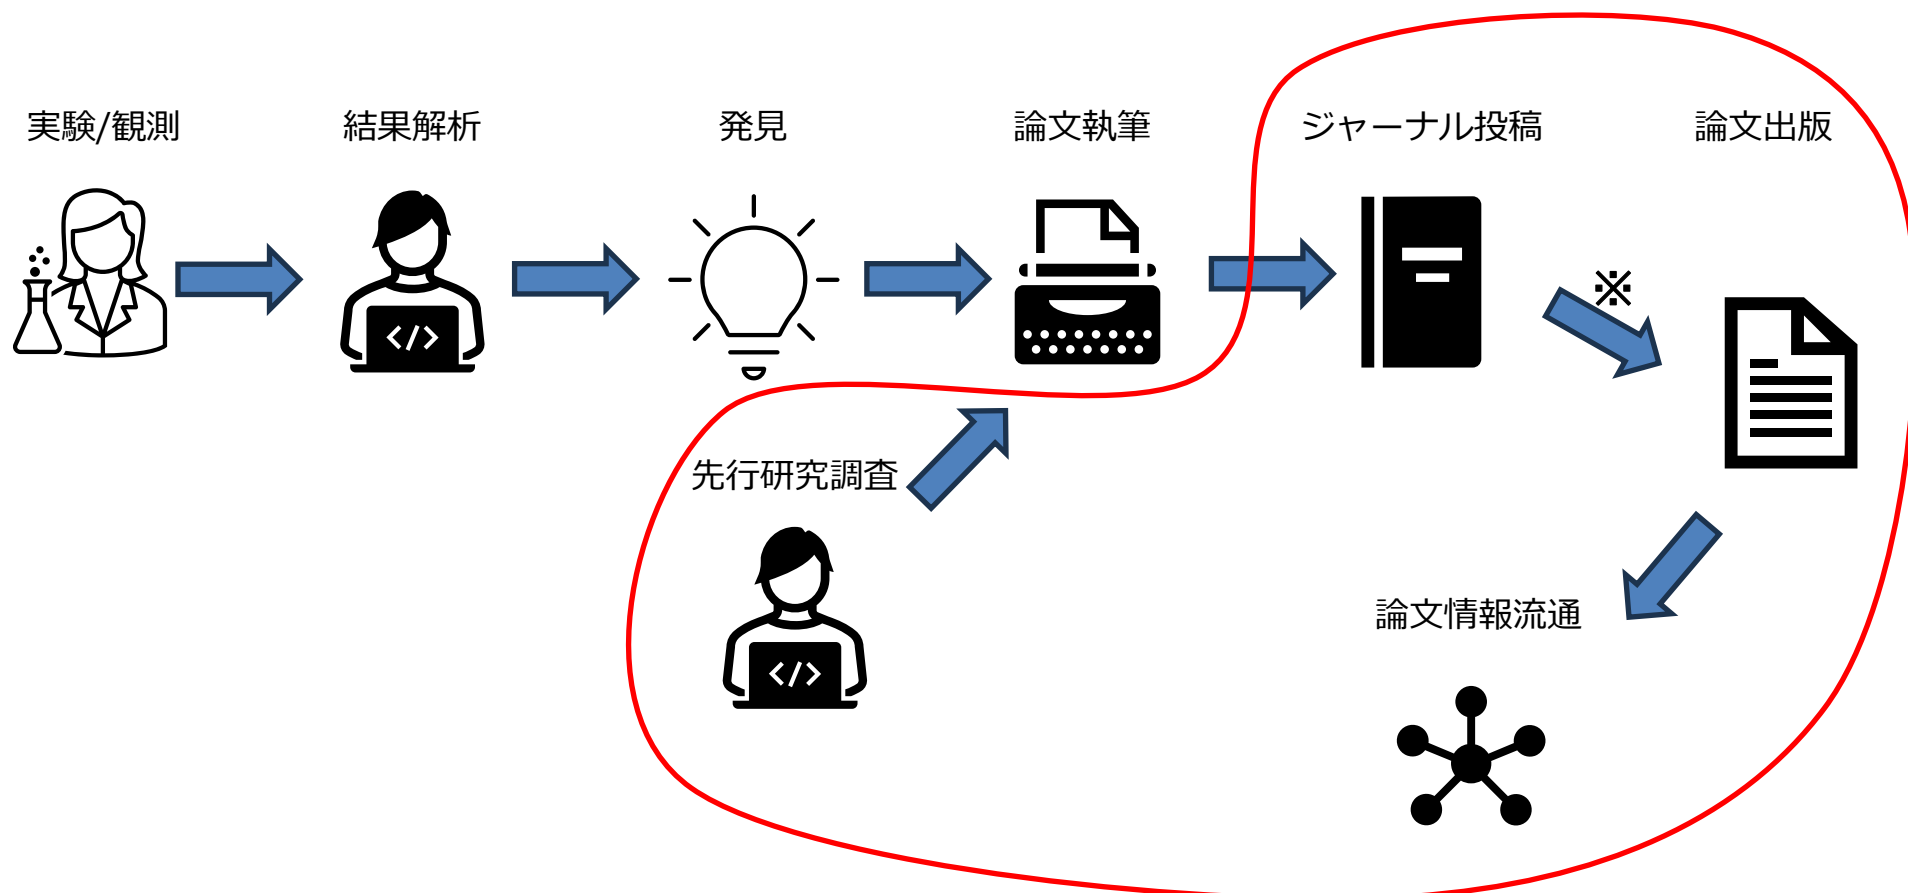 実験/観測
結果解析
発見
論文執筆
ジャーナル投稿
論文出版
※
先行研究調査
論文情報流通